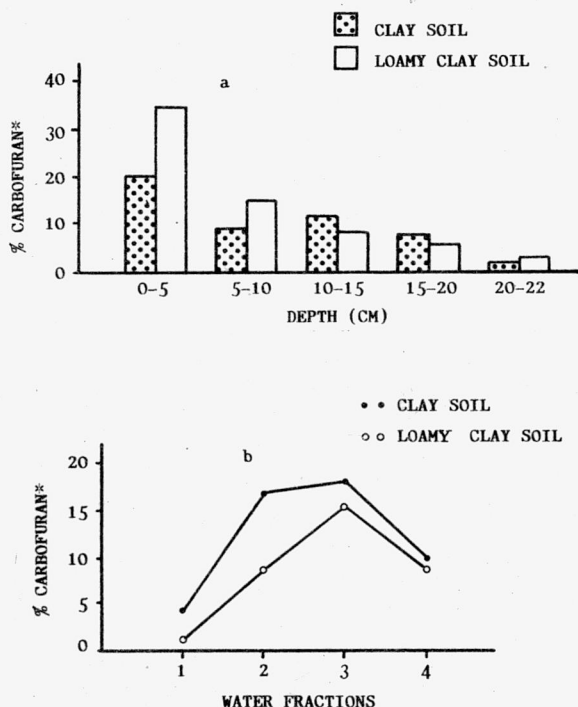 CLAY SOIL
LOAMY CLAY SOIL
a
% CARBOFURAN*
40
30
20
10
0
0-5 5-10 10-15 15-20 20-22
DEPTH (CM)
CLAY SOIL
LOAMY CLAY SOIL
b
% CARBOFURAN*
20
15
10
5
0
1 2 3 4
WATER FRACTIONS